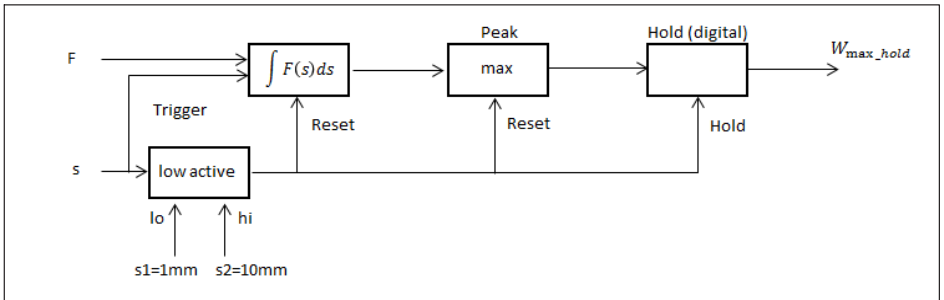 Peak
Hold (digital)
F
∫ F(s)ds
max
W_max_hold
Trigger
Reset
Reset
Hold
s
low active
lo
hi
s1=1mm
s2=10mm